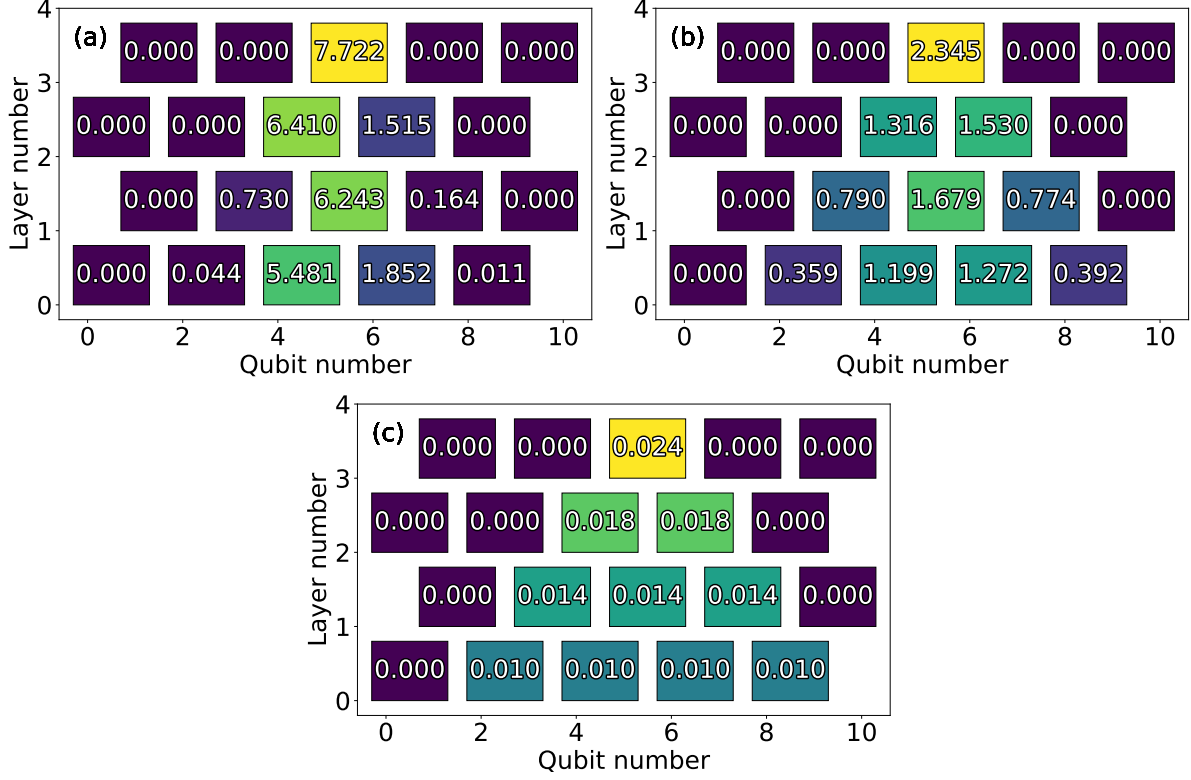 (a)
4
0.000 0.000 7.722 0.000 0.000
3
0.000 0.000 6.410 1.515 0.000
2
0.000 0.730 6.243 0.164 0.000
1
0.000 0.044 5.481 1.852 0.011
0
0 2 4 6 8 10
Qubit number
Layer number
(b)
4
0.000 0.000 2.345 0.000 0.000
3
0.000 0.000 1.316 1.530 0.000
2
0.000 0.790 1.679 0.774 0.000
1
0.000 0.359 1.199 1.272 0.392
0
0 2 4 6 8 10
Qubit number
Layer number
(c)
4
0.000 0.000 0.024 0.000 0.000
3
0.000 0.000 0.018 0.018 0.000
2
0.000 0.014 0.014 0.014 0.000
1
0.000 0.010 0.010 0.010 0.010
0
0 2 4 6 8 10
Qubit number
Layer number